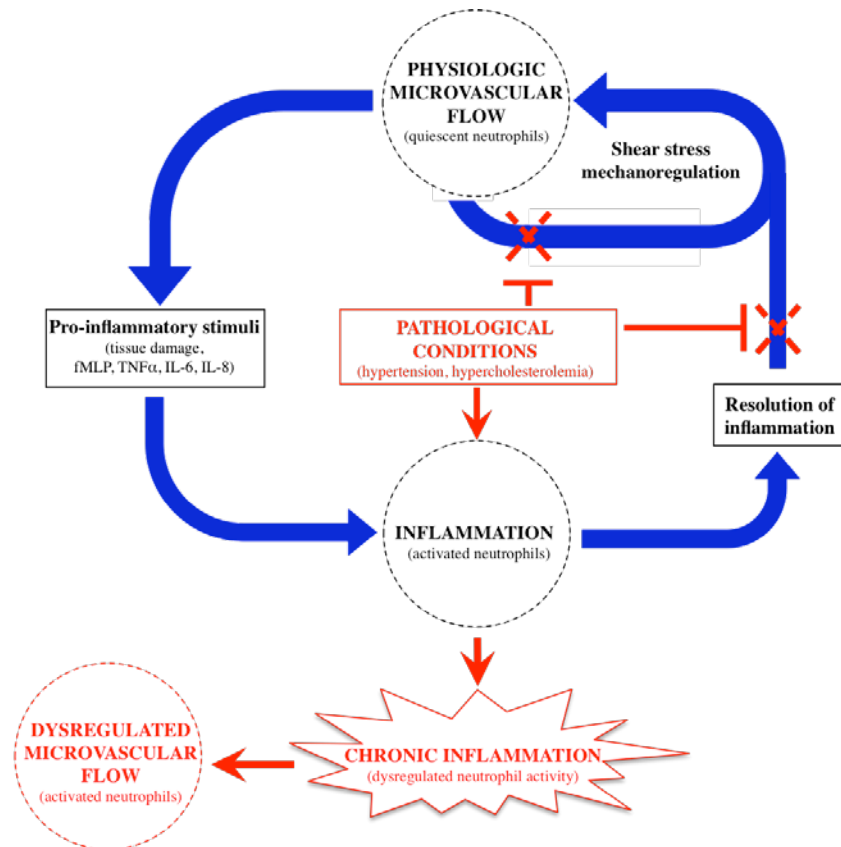 PHYSIOLOGIC
MICROVASCULAR
FLOW
(quiescent neutrophils)
Shear stress
mechanoregulation
Pro-inflammatory stimuli
(tissue damage,
fMLP, TNFα, IL-6, IL-8)
PATHOLOGICAL
CONDITIONS
(hypertension, hypercholesterolemia)
Resolution of
inflammation
INFLAMMATION
(activated neutrophils)
CHRONIC INFLAMMATION
(dysregulated neutrophil activity)
DYSREGULATED
MICROVASCULAR
FLOW
(activated neutrophils)